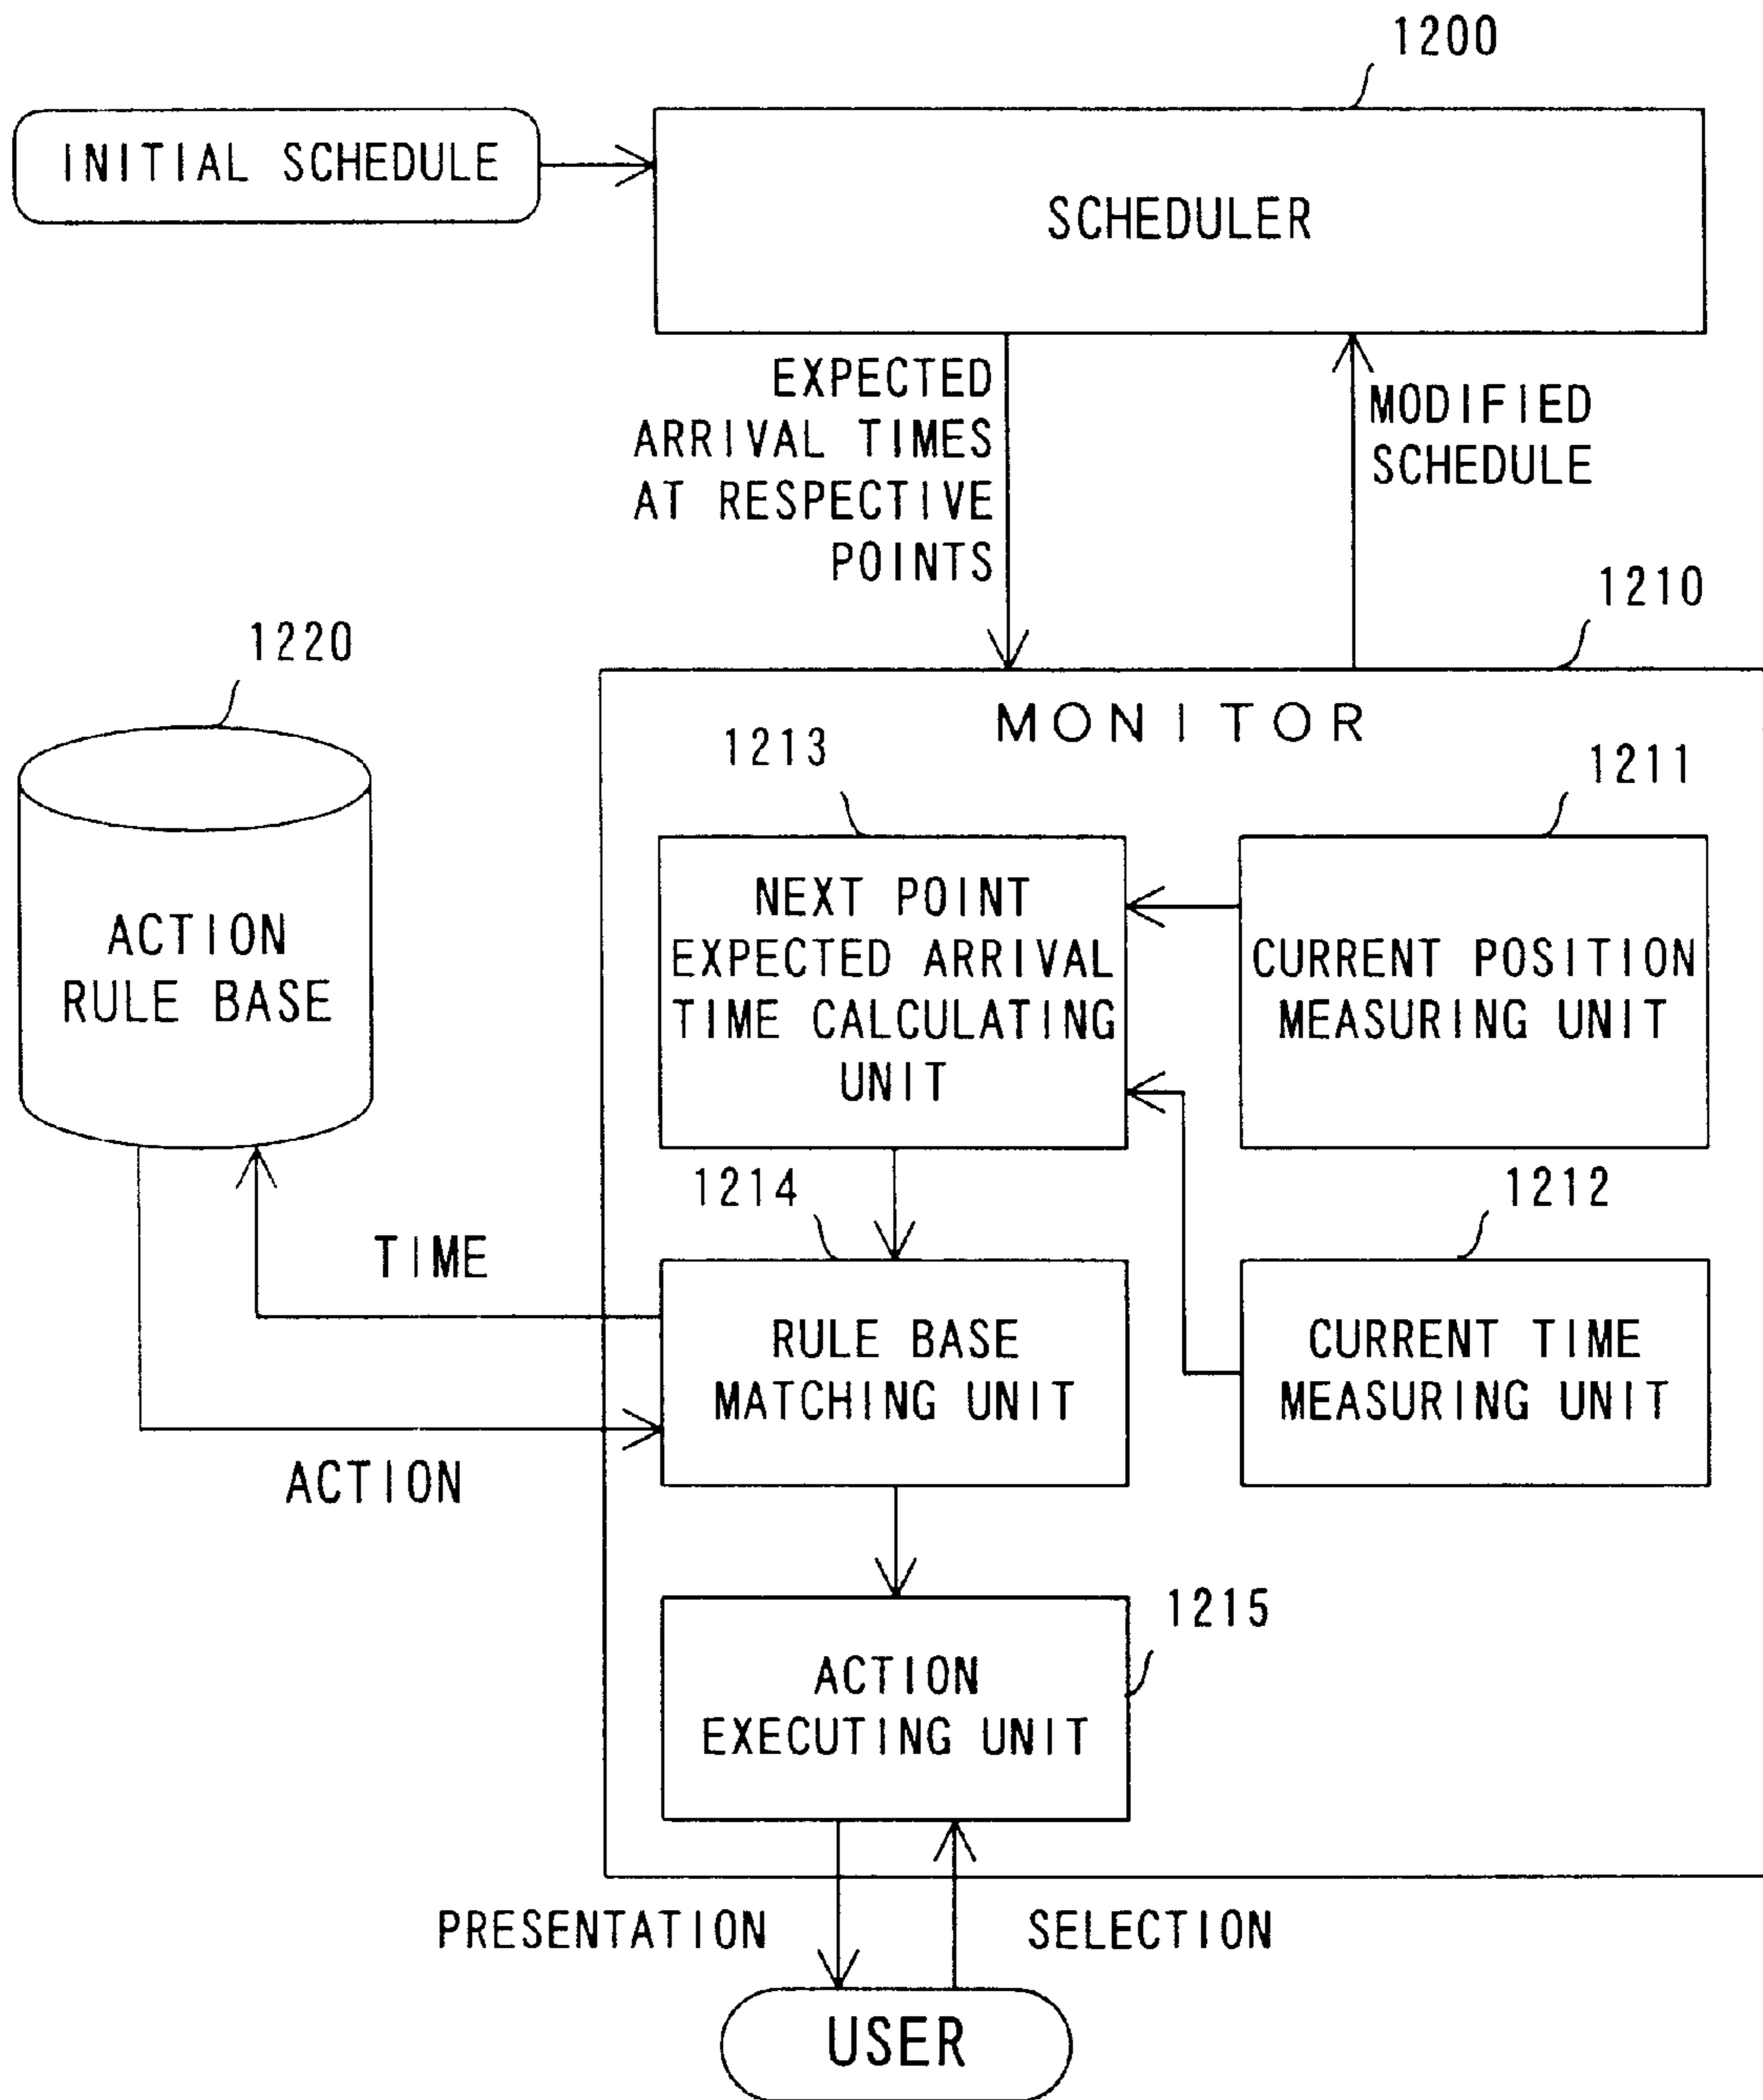 1200
INITIAL SCHEDULE
SCHEDULER
EXPECTED
ARRIVAL TIMES
AT RESPECTIVE
POINTS
MODIFIED
SCHEDULE
1210
1220
MONITOR
1213
1211
ACTION
RULE BASE
NEXT POINT
EXPECTED ARRIVAL
TIME CALCULATING
UNIT
CURRENT POSITION
MEASURING UNIT
1214
1212
TIME
RULE BASE
MATCHING UNIT
CURRENT TIME
MEASURING UNIT
ACTION
1215
ACTION
EXECUTING UNIT
PRESENTATION
SELECTION
USER